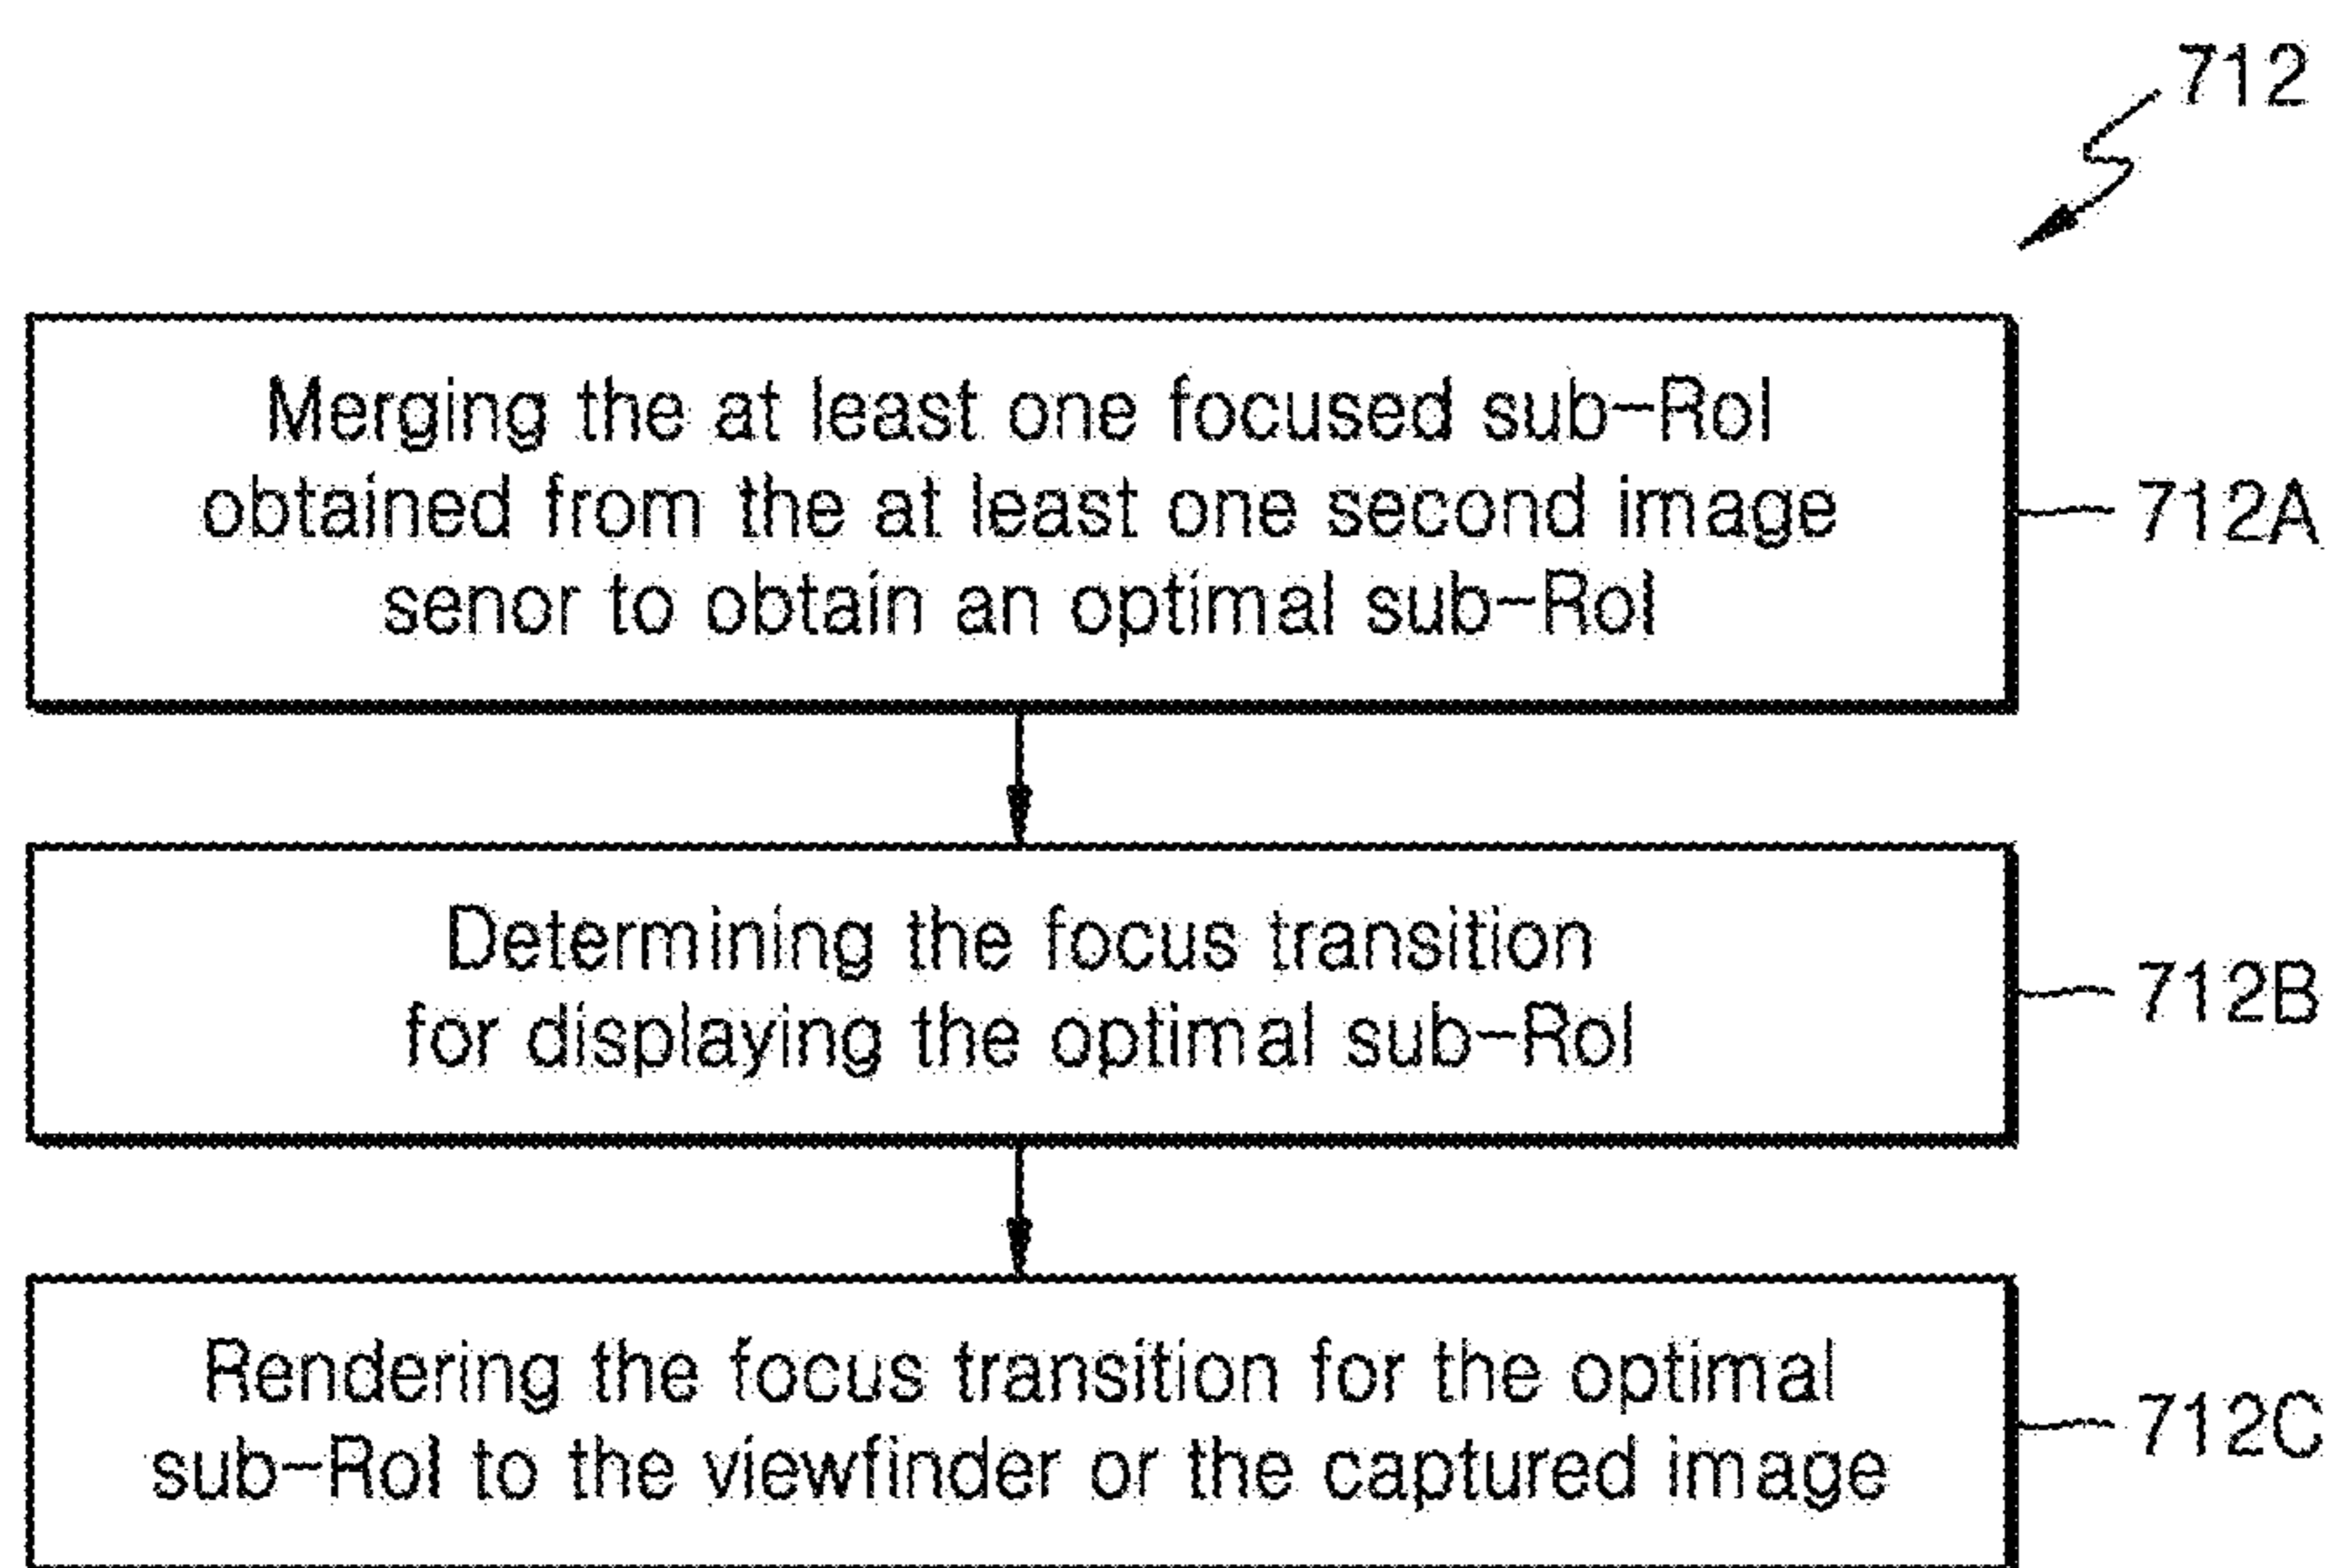 712
Merging the at least one focused sub-RoI
obtained from the at least one second image
senor to obtain an optimal sub-RoI
712A
Determining the focus transition
for displaying the optimal sub-RoI
712B
Rendering the focus transition for the optimal
sub-RoI to the viewfinder or the captured image
712C